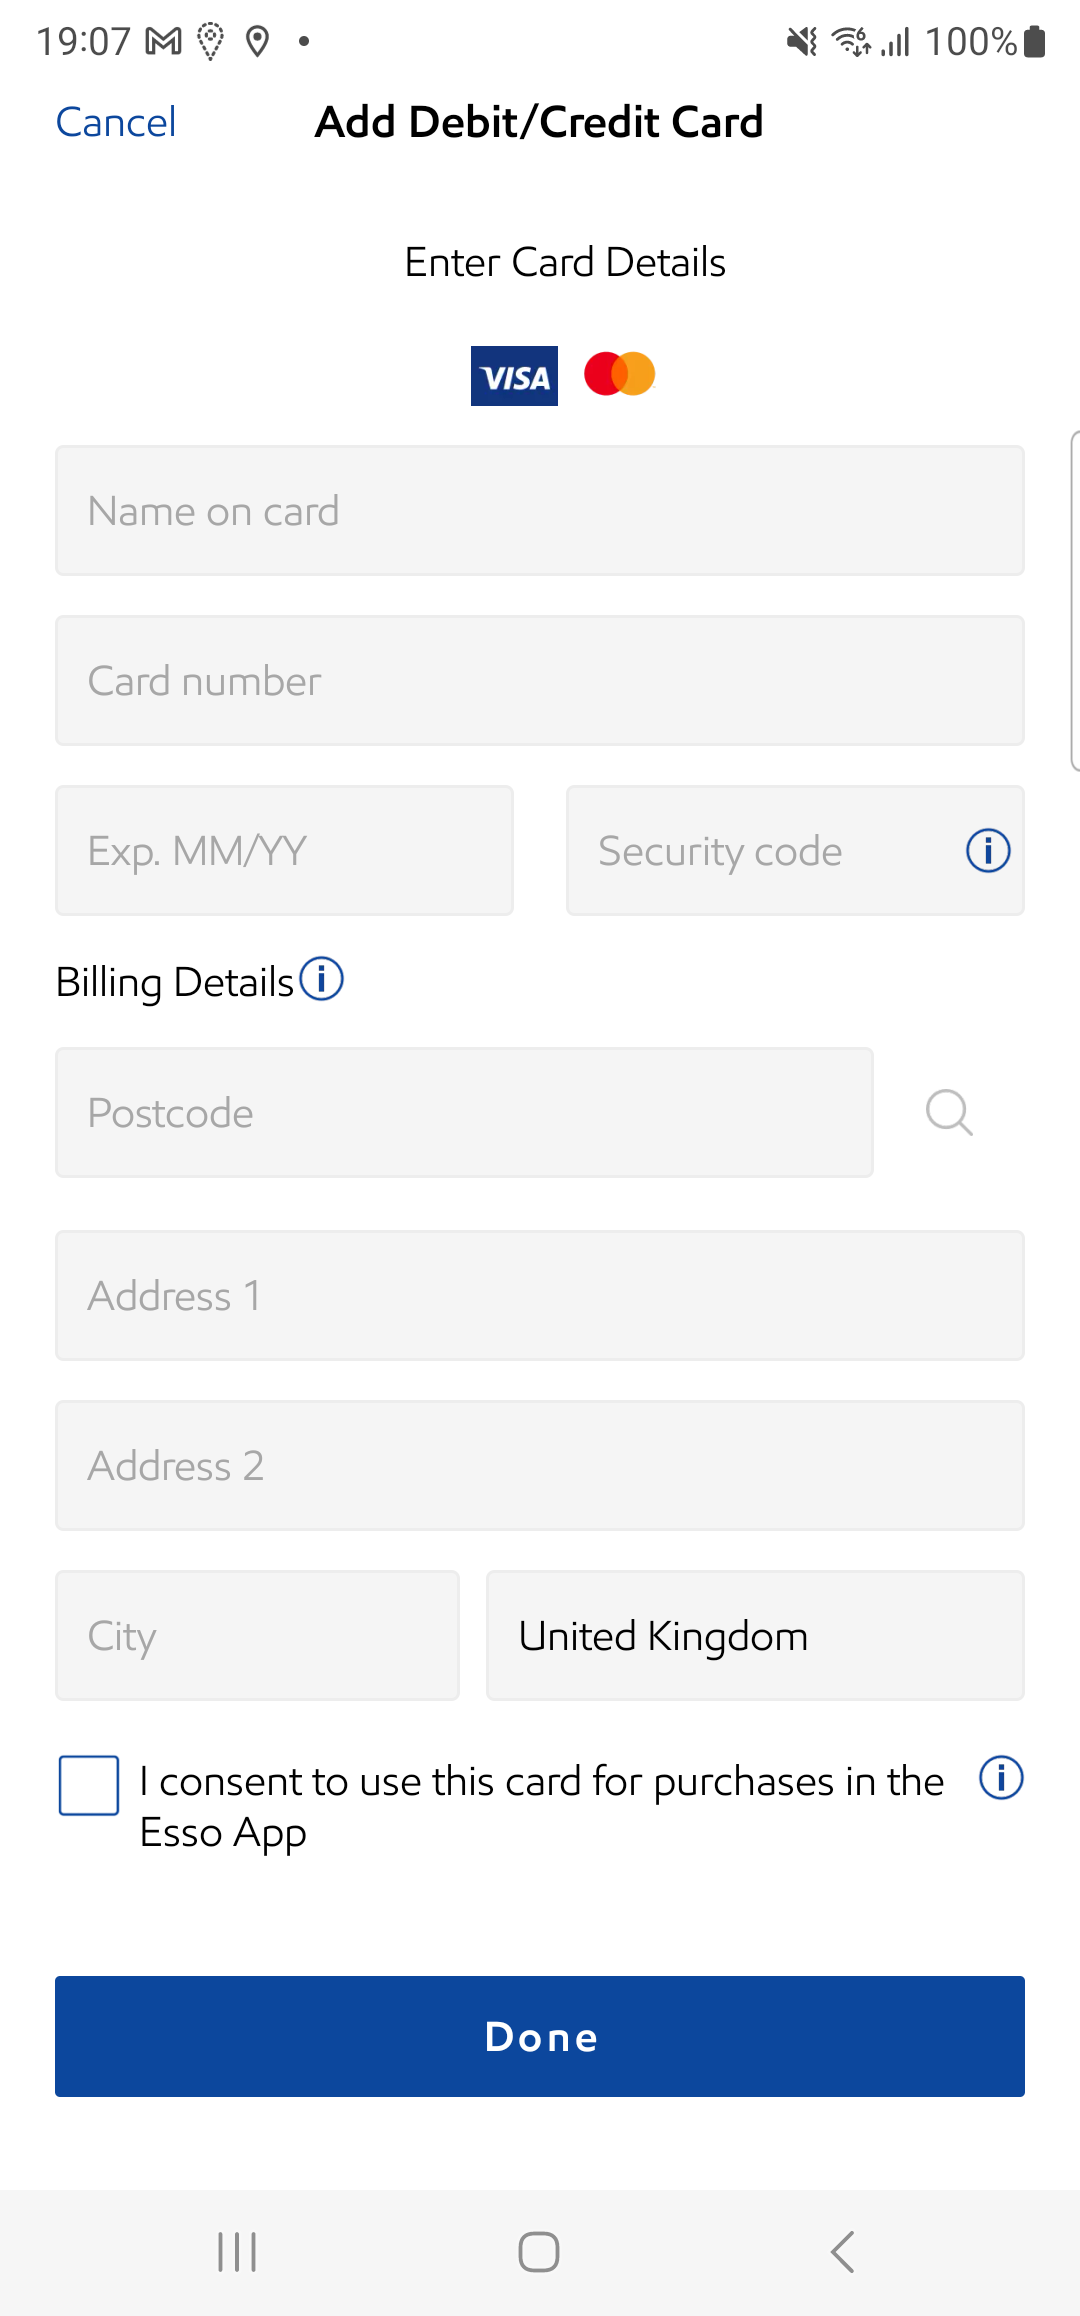 19:07 100%
Cancel Add Debit/Credit Card
Enter Card Details
VISA
Name on card
Card number
Exp. MM/YY Security code
Billing Details
Postcode
Address 1
Address 2
City United Kingdom
I consent to use this card for purchases in the
Esso App
Done